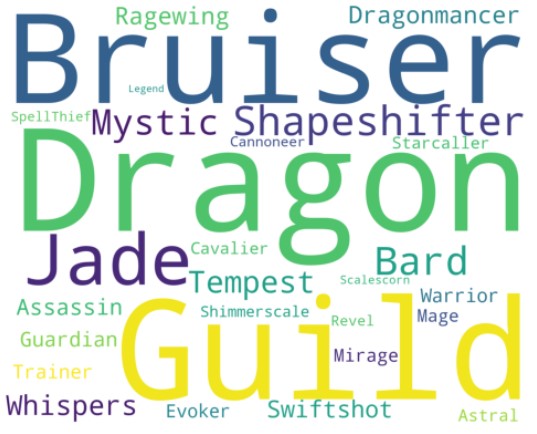 Ragewing
Dragonmancer
Bruiser
Legend
SpellThief
Mystic
Shapeshifter
Cannoneer
Starcaller
Dragon
Jade
Cavalier
Bard
Tempest
Scalescorn
Warrior
Assassin
Shimmerscale
Mage
Guild
Revel
Guardian
Mirage
Trainer
Whispers
Evoker
Swiftshot
Astral